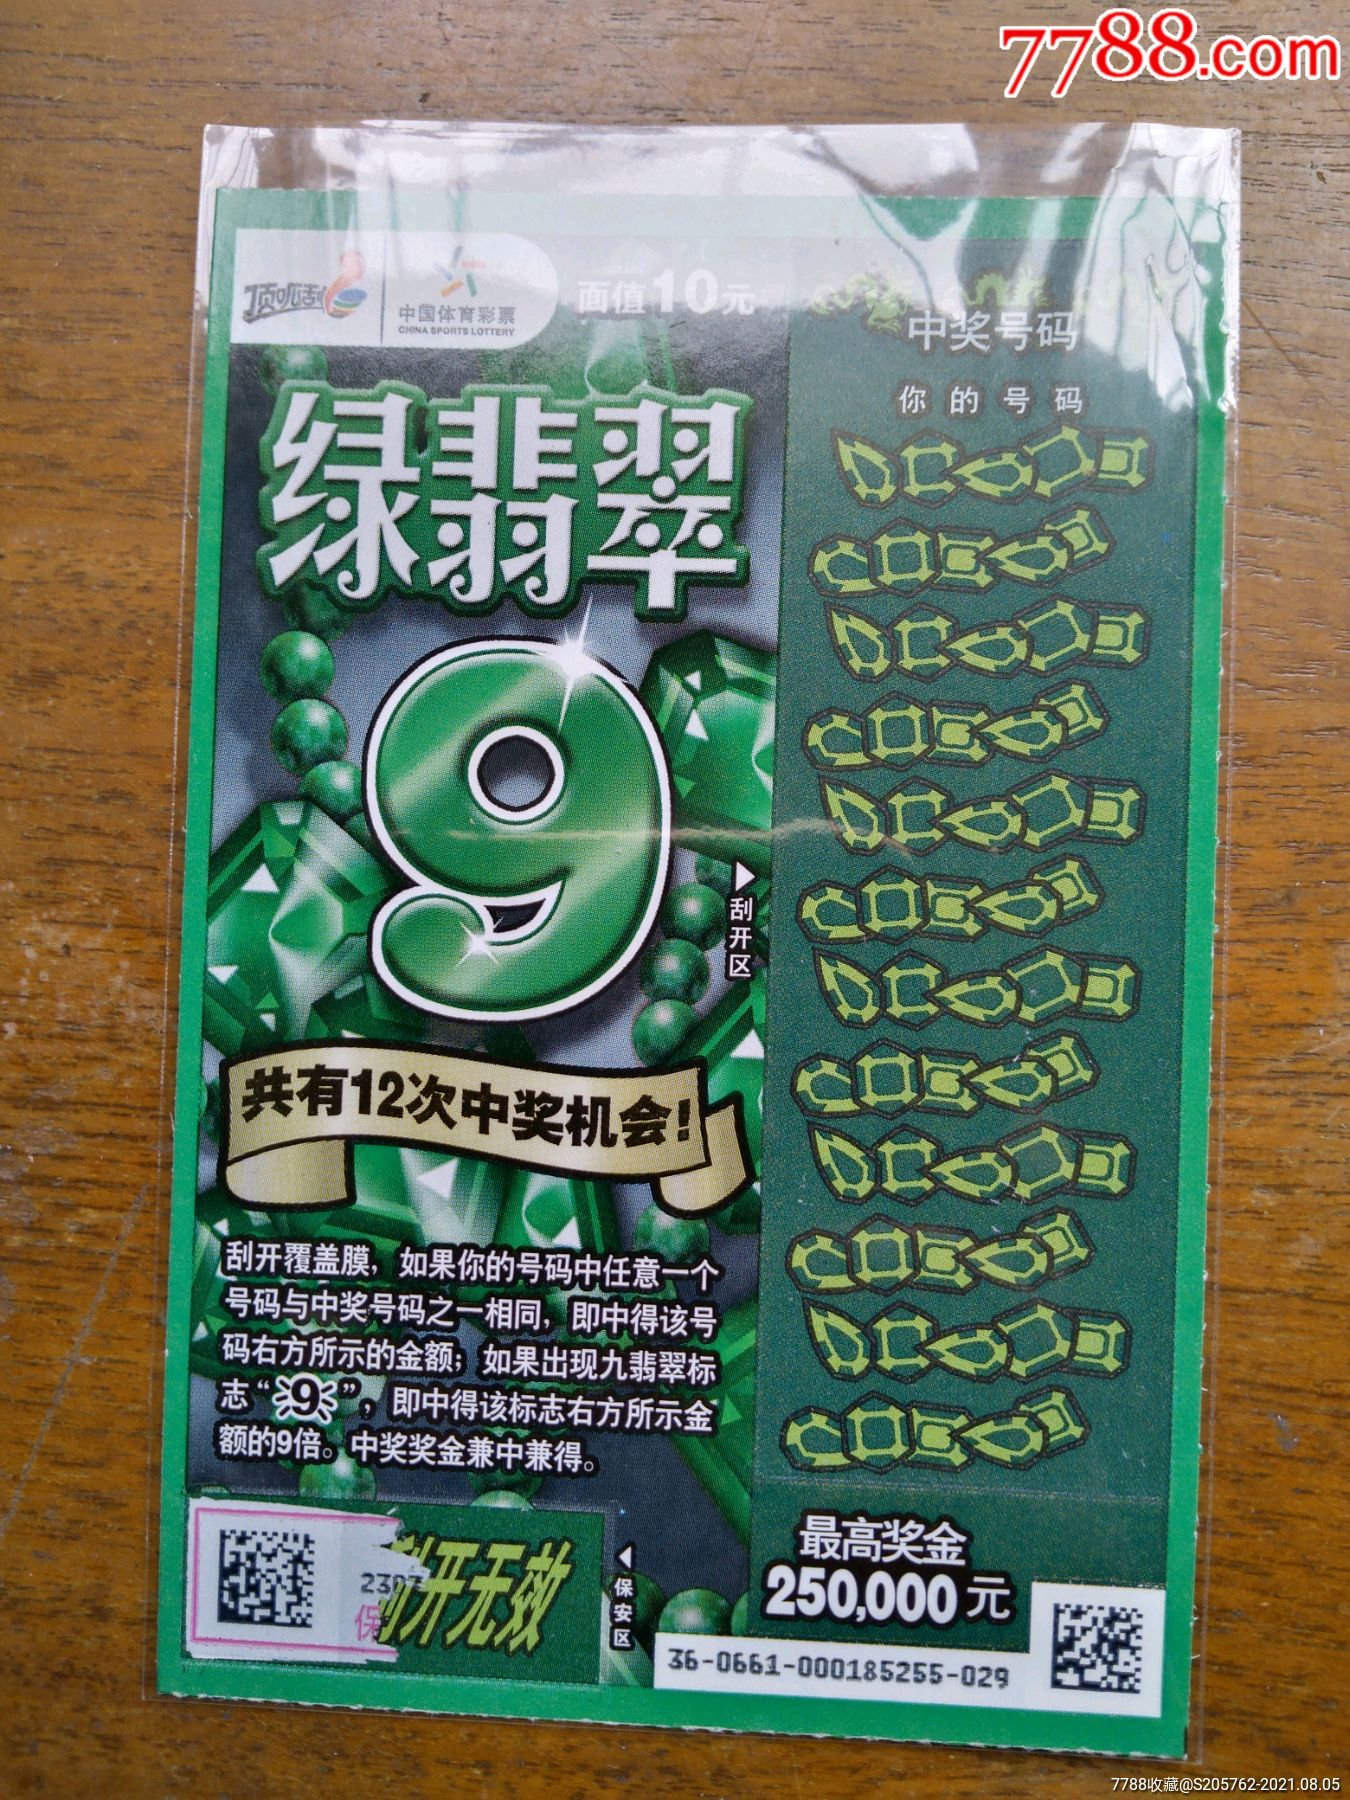 7788.com
顶呱刮
中国体育彩票
CHINA SPORTS LOTTERY
面值10元
中奖号码
你的号码
绿翡翠
9
刮开区
共有12次中奖机会!
刮开覆盖膜，如果你的号码中任意一个
号码与中奖号码之一相同，即中得该号
码右方所示的金额；如果出现九翡翠标
志“9”，即中得该标志右方所示金
额的9倍。中奖奖金兼中兼得。
刮开无效
保
保安区
最高奖金
250,000元
36-0661-000185255-029
7788收藏@S205762-2021.08.05